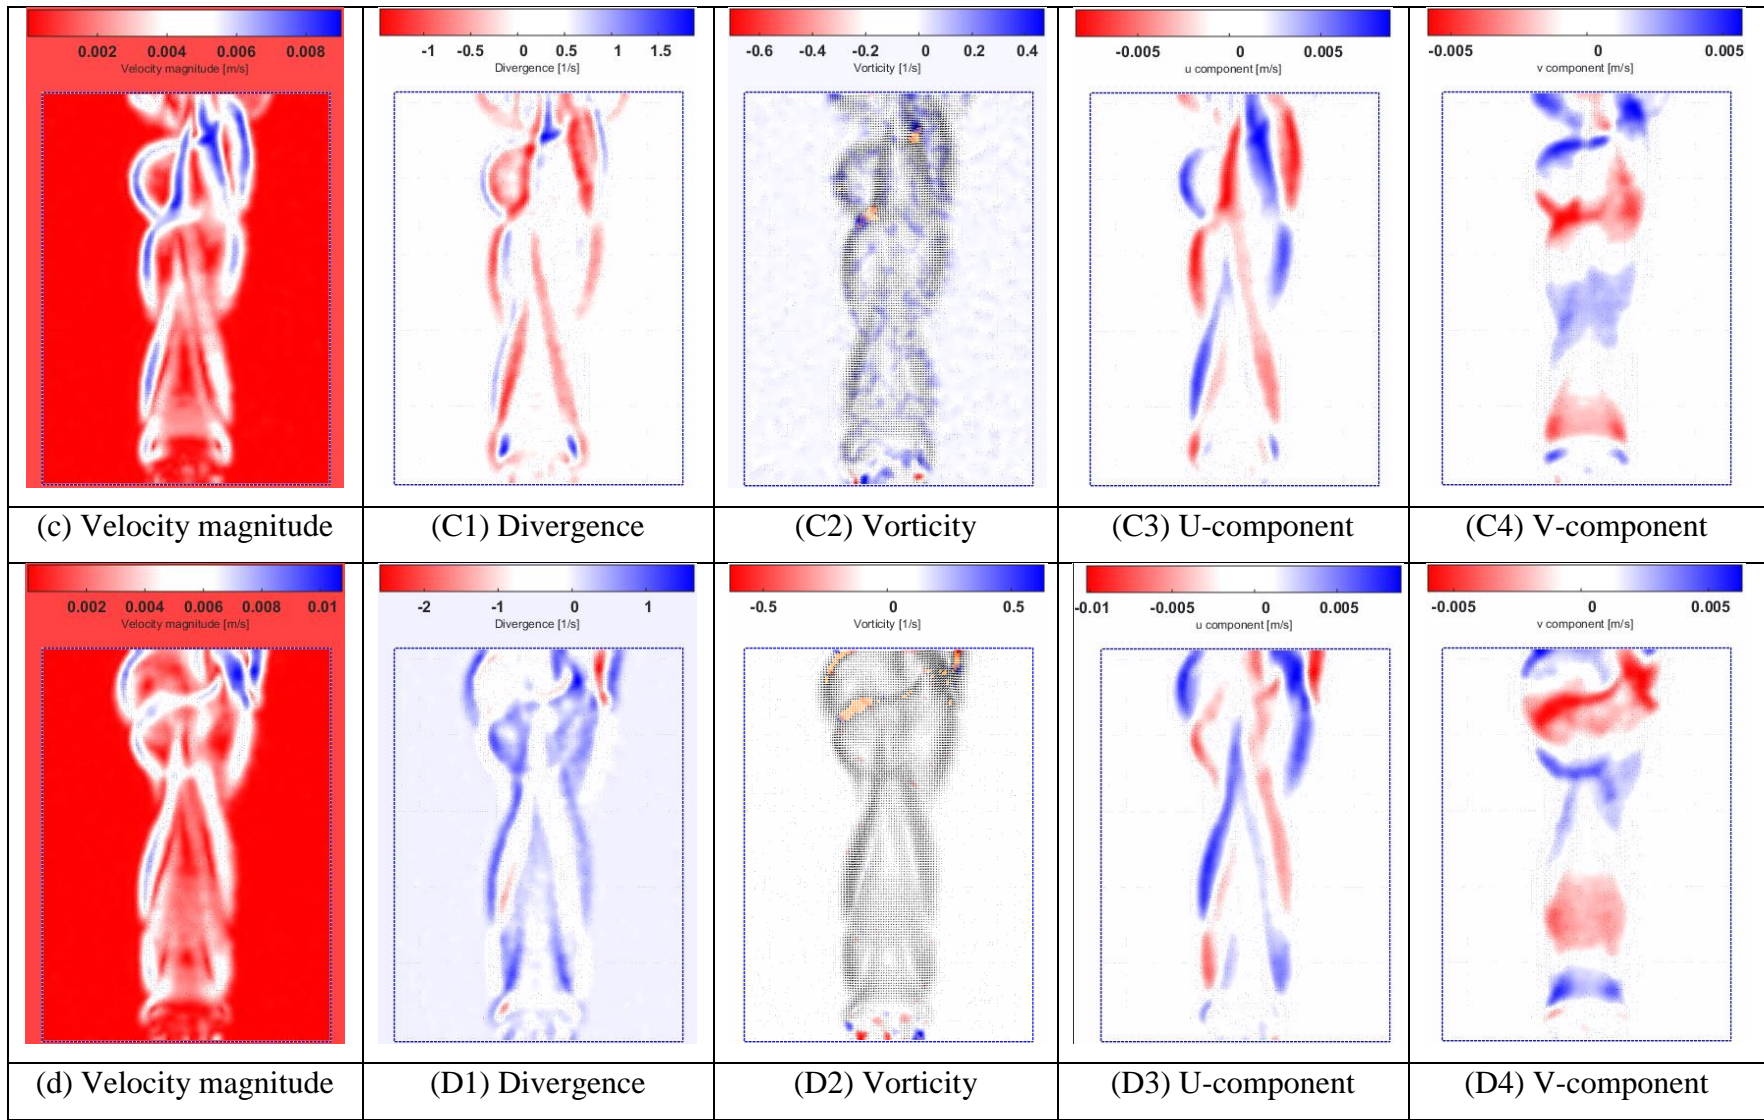 0.002 0.004 0.006 0.008
Velocity magnitude [m/s]
-1 -0.5 0 0.5 1 1.5
Divergence [1/s]
-0.6 -0.4 -0.2 0 0.2 0.4
Vorticity [1/s]
-0.005 0 0.005
u component [m/s]
-0.005 0 0.005
v component [m/s]
(c) Velocity magnitude
(C1) Divergence
(C2) Vorticity
(C3) U-component
(C4) V-component
0.002 0.004 0.006 0.008 0.01
Velocity magnitude [m/s]
-2 -1 0 1
Divergence [1/s]
-0.5 0 0.5
Vorticity [1/s]
-0.01 -0.005 0 0.005
u component [m/s]
-0.005 0 0.005
v component [m/s]
(d) Velocity magnitude
(D1) Divergence
(D2) Vorticity
(D3) U-component
(D4) V-component